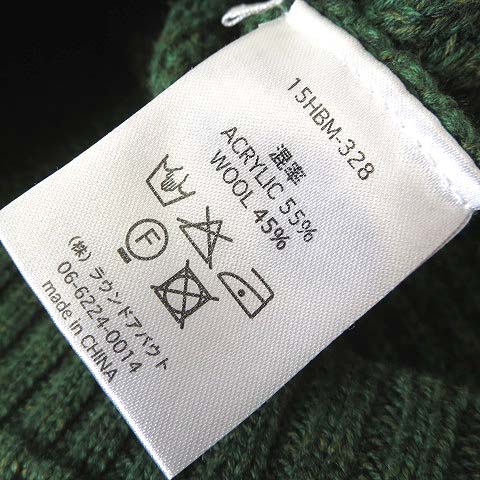 15HBM-328
混率
ACRYLIC 55%
WOOL 45%
F
(株) ラウンドアバウト
06-6224-0014
made in CHINA